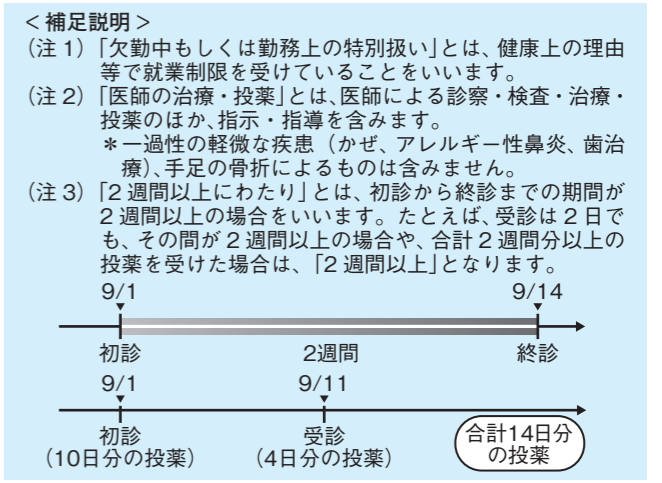 <補足説明>
(注1)「欠勤中もしくは勤務上の特別扱い」とは、健康上の理由
等で就業制限を受けていることをいいます。
(注2)「医師の治療・投薬」とは、医師による診察・検査・治療・
投薬のほか、指示・指導を含みます。
*一過性の軽微な疾患(かぜ、アレルギー性鼻炎、歯治
療)、手足の骨折によるものは含みません。
(注3)「2週間以上にわたり」とは、初診から終診までの期間が
2週間以上の場合をいいます。たとえば、受診は2日で
も、その間が2週間以上の場合や、合計2週間分以上の
投薬を受けた場合は、「2週間以上」となります。
9/1 9/14
初診 2週間 終診
9/1 9/11
初診 受診 合計14日分
(10日分の投薬) (4日分の投薬) の投薬